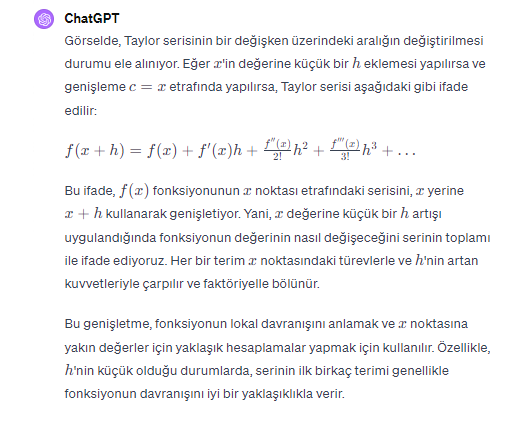 ChatGPT
Görselde, Taylor serisinin bir değişken üzerindeki aralığın değiştirilmesi
durumu ele alınıyor. Eğer x'in değerine küçük bir h eklemesi yapılırsa ve
genişleme c = x etrafında yapılırsa, Taylor serisi aşağıdaki gibi ifade
edilir:
f(x + h) = f(x) + f'(x)h + \frac{f''(x)}{2!}h² + \frac{f'''(x)}{3!}h³ + …
Bu ifade, f(x) fonksiyonunun x noktası etrafındaki serisini, x yerine
x + h kullanarak genişletiyor. Yani, x değerine küçük bir h artışı
uygulandığında fonksiyonun değerinin nasıl değişeceğini serinin toplamı
ile ifade ediyoruz. Her bir terim x noktasındaki türevlerle ve h'nin artan
kuvvetleriyle çarpılır ve faktöriyelle bölünür.
Bu genişletme, fonksiyonun lokal davranışını anlamak ve x noktasına
yakın değerler için yaklaşık hesaplamalar yapmak için kullanılır. Özellikle,
h'nin küçük olduğu durumlarda, serinin ilk birkaç terimi genellikle
fonksiyonun davranışını iyi bir yaklaşıklıkla verir.